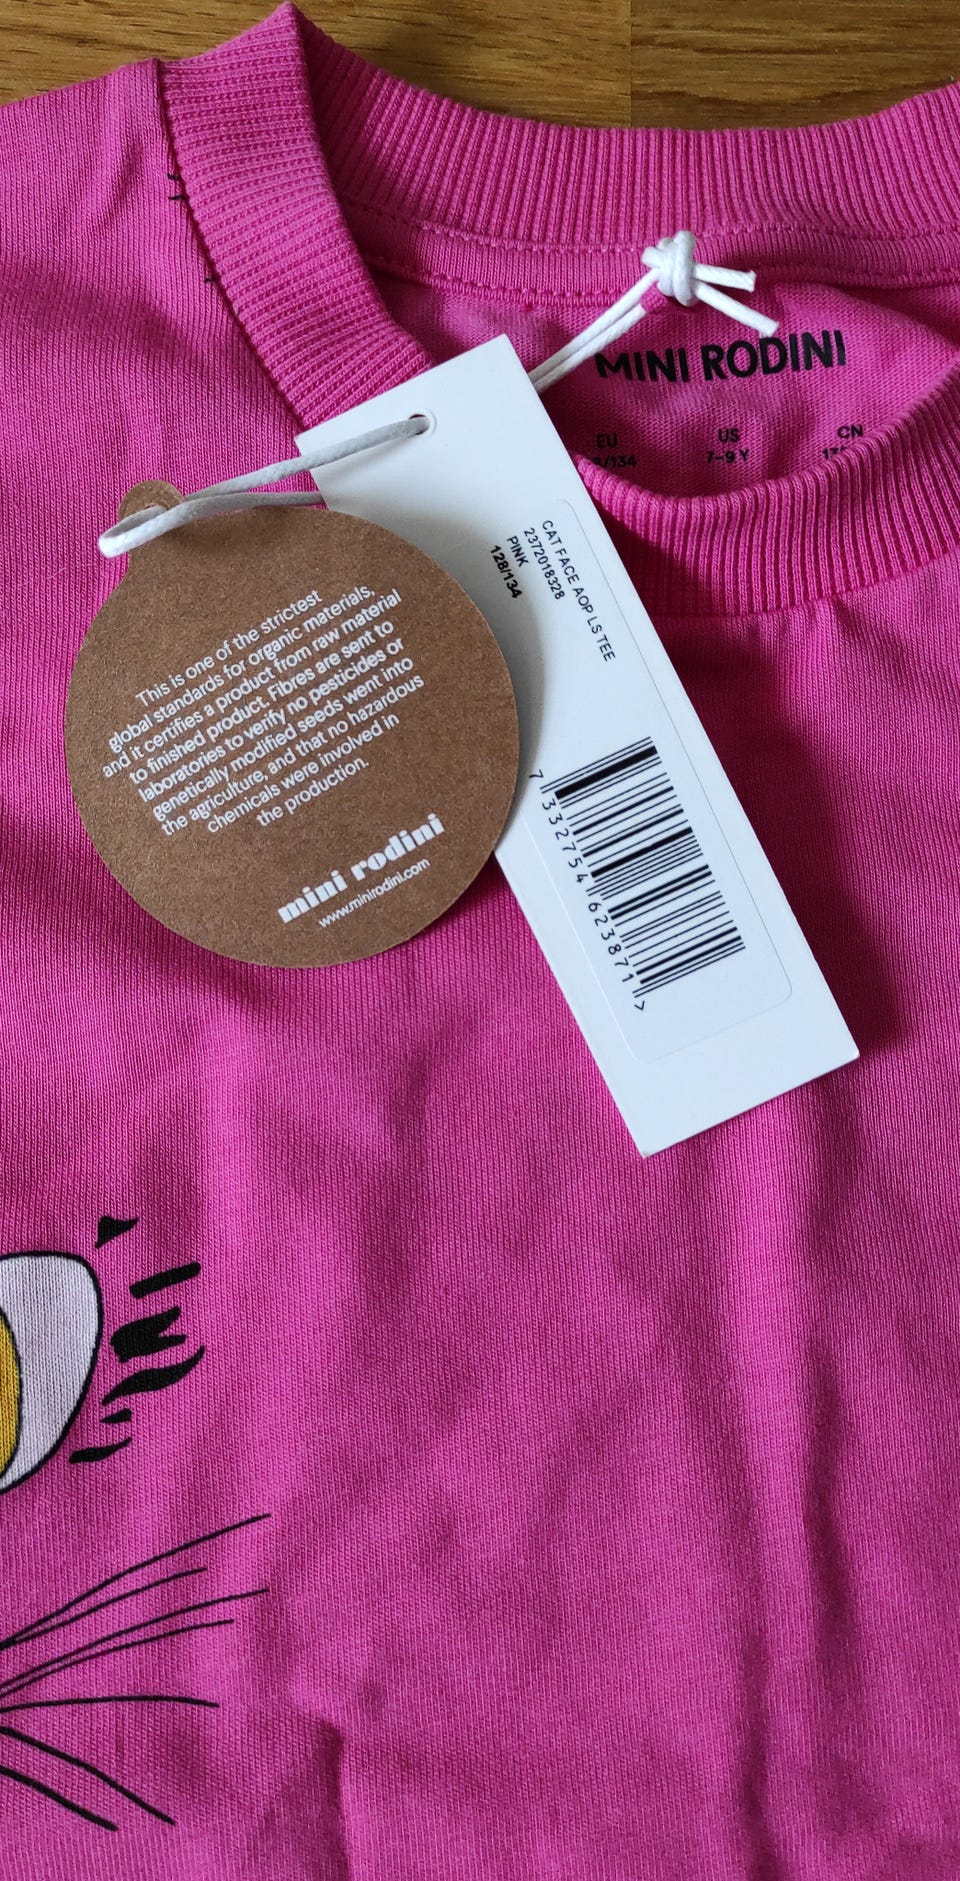 MINI RODINI
EU US CN
/134 7-9 Y
CAT FACE AOP LS TEE
2372018328
PINK
128/134
7 332754 623871 >
This is one of the strictest
global standards for organic materials,
and it certifies a product from raw material
to finished product. Fibres are sent to
laboratories to verify no pesticides or
genetically modified seeds went into
the agriculture, and that no hazardous
chemicals were involved in
the production.
mini rodini
www.minirodini.com